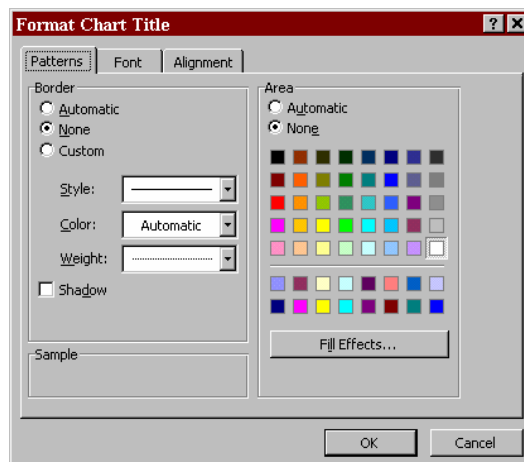 Format Chart Title
Patterns Font Alignment
Border
Automatic
None
Custom
Style:
Color: Automatic
Weight:
Shadow
Sample
Area
Automatic
None
Fill Effects...
OK Cancel